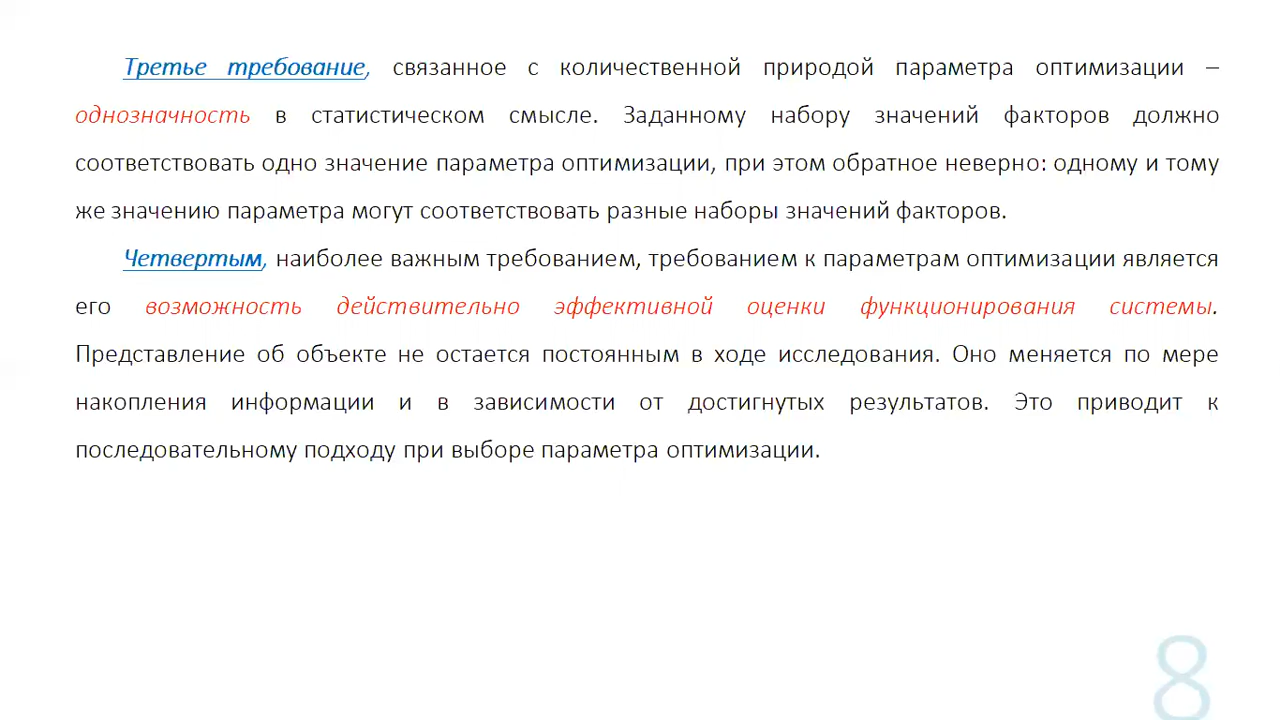 Третье требование, связанное с количественной природой параметра оптимизации –
однозначность в статистическом смысле. Заданному набору значений факторов должно
соответствовать одно значение параметра оптимизации, при этом обратное неверно: одному и тому
же значению параметра могут соответствовать разные наборы значений факторов.
Четвертым, наиболее важным требованием, требованием к параметрам оптимизации является
его возможность действительно эффективной оценки функционирования системы.
Представление об объекте не остается постоянным в ходе исследования. Оно меняется по мере
накопления информации и в зависимости от достигнутых результатов. Это приводит к
последовательному подходу при выборе параметра оптимизации.
8